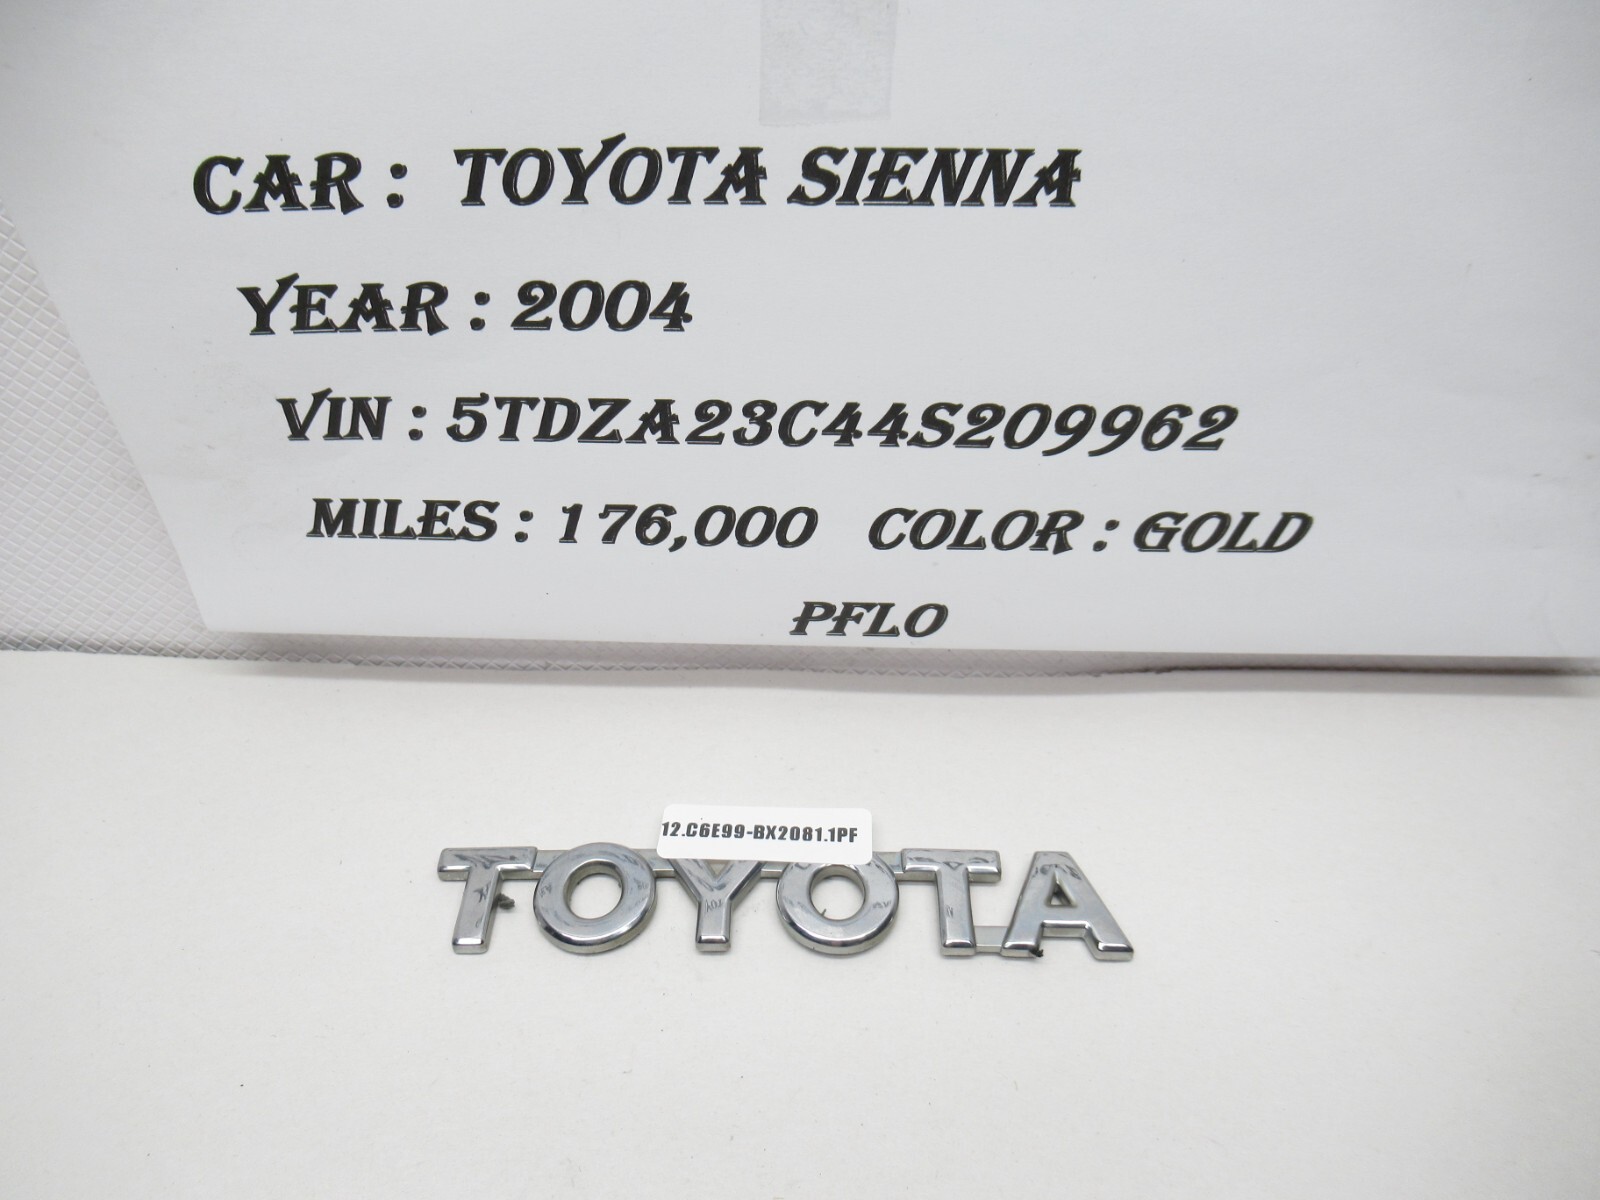 CAR : TOYOTA SIENNA
YEAR : 2004
VIN : 5TDZA23C44S209962
MILES : 176,000 COLOR : GOLD
PFLO
12.C6E99-BX2081.1PF
TOYOTA